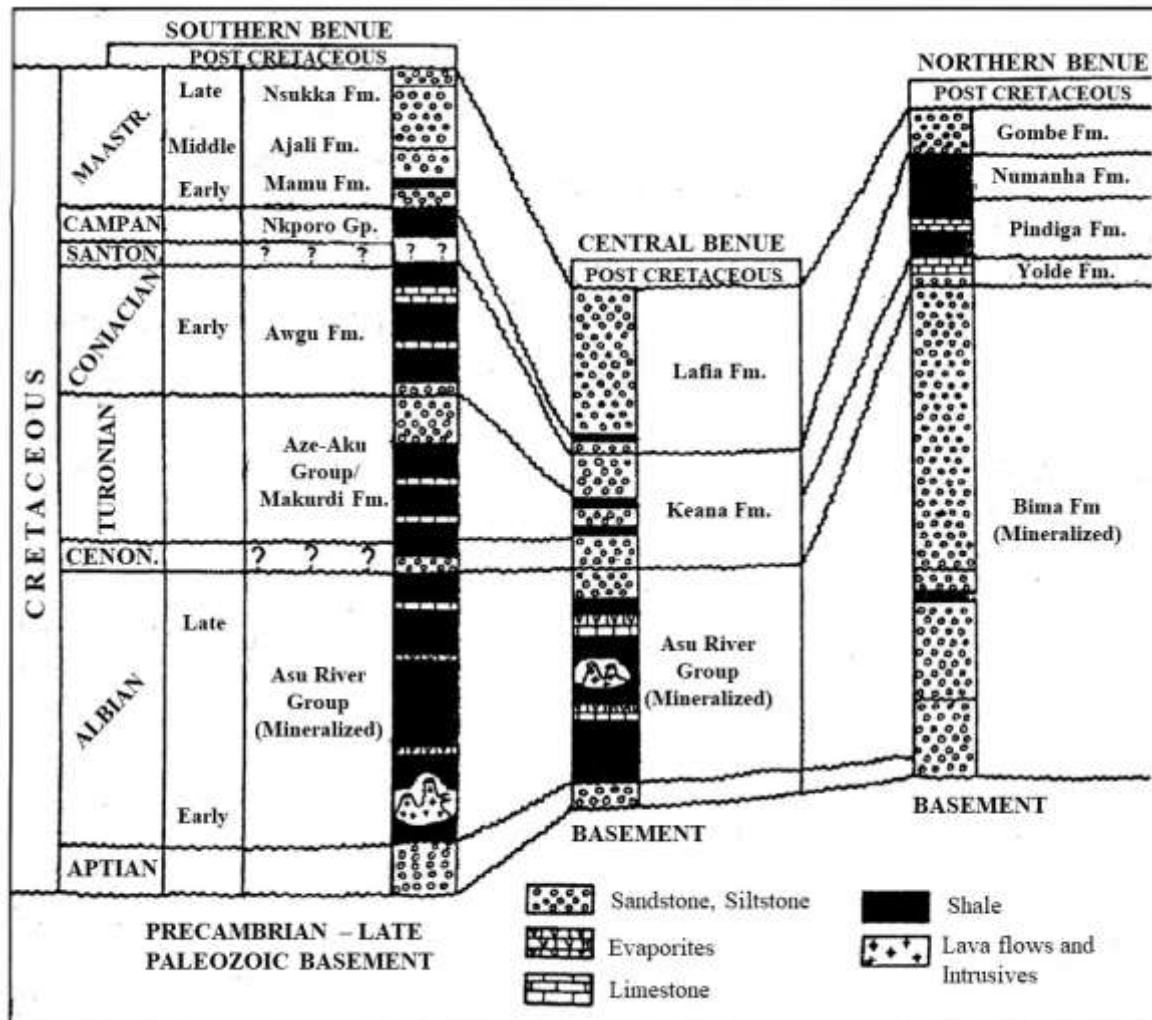 SOUTHERN BENUE
POST CRETACEOUS
CRETACEOUS
MAASTR.
Late
Middle
Early
Nsukka Fm.
Ajali Fm.
Mamu Fm.
CAMPAN.
Nkporo Gp.
SANTON.
? ? ? ? ?
CONIACIAN
Early
Awgu Fm.
TURONIAN
Aze-Aku
Group/
Makurdi Fm.
CENON.
? ? ?
ALBIAN
Late
Early
Asu River
Group
(Mineralized)
APTIAN
PRECAMBRIAN – LATE
PALEOZOIC BASEMENT
CENTRAL BENUE
POST CRETACEOUS
Lafia Fm.
Keana Fm.
Asu River
Group
(Mineralized)
BASEMENT
NORTHERN BENUE
POST CRETACEOUS
Gombe Fm.
Numanha Fm.
Pindiga Fm.
Yolde Fm.
Bima Fm
(Mineralized)
BASEMENT
Sandstone, Siltstone
Evaporites
Limestone
Shale
Lava flows and
Intrusives